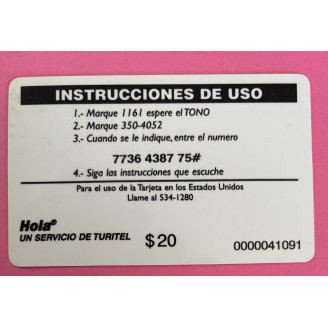 INSTRUCCIONES DE USO
1.- Marque 1161 espere el TONO
2.- Marque 350-4052
3.- Cuando se le indique, entre el numero
7736 4387 75#
4.- Siga las instrucciones que escuche
Para el uso de la Tarjeta en los Estados Unidos
Llame al 534-1280
Hola®
UN SERVICIO DE TURITEL
$20
0000041091